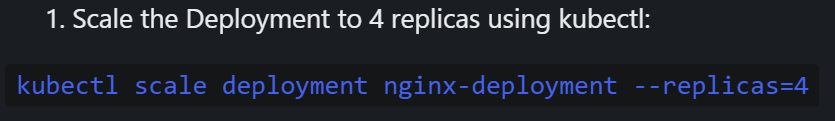 1. Scale the Deployment to 4 replicas using kubectl:
kubectl scale deployment nginx-deployment --replicas=4